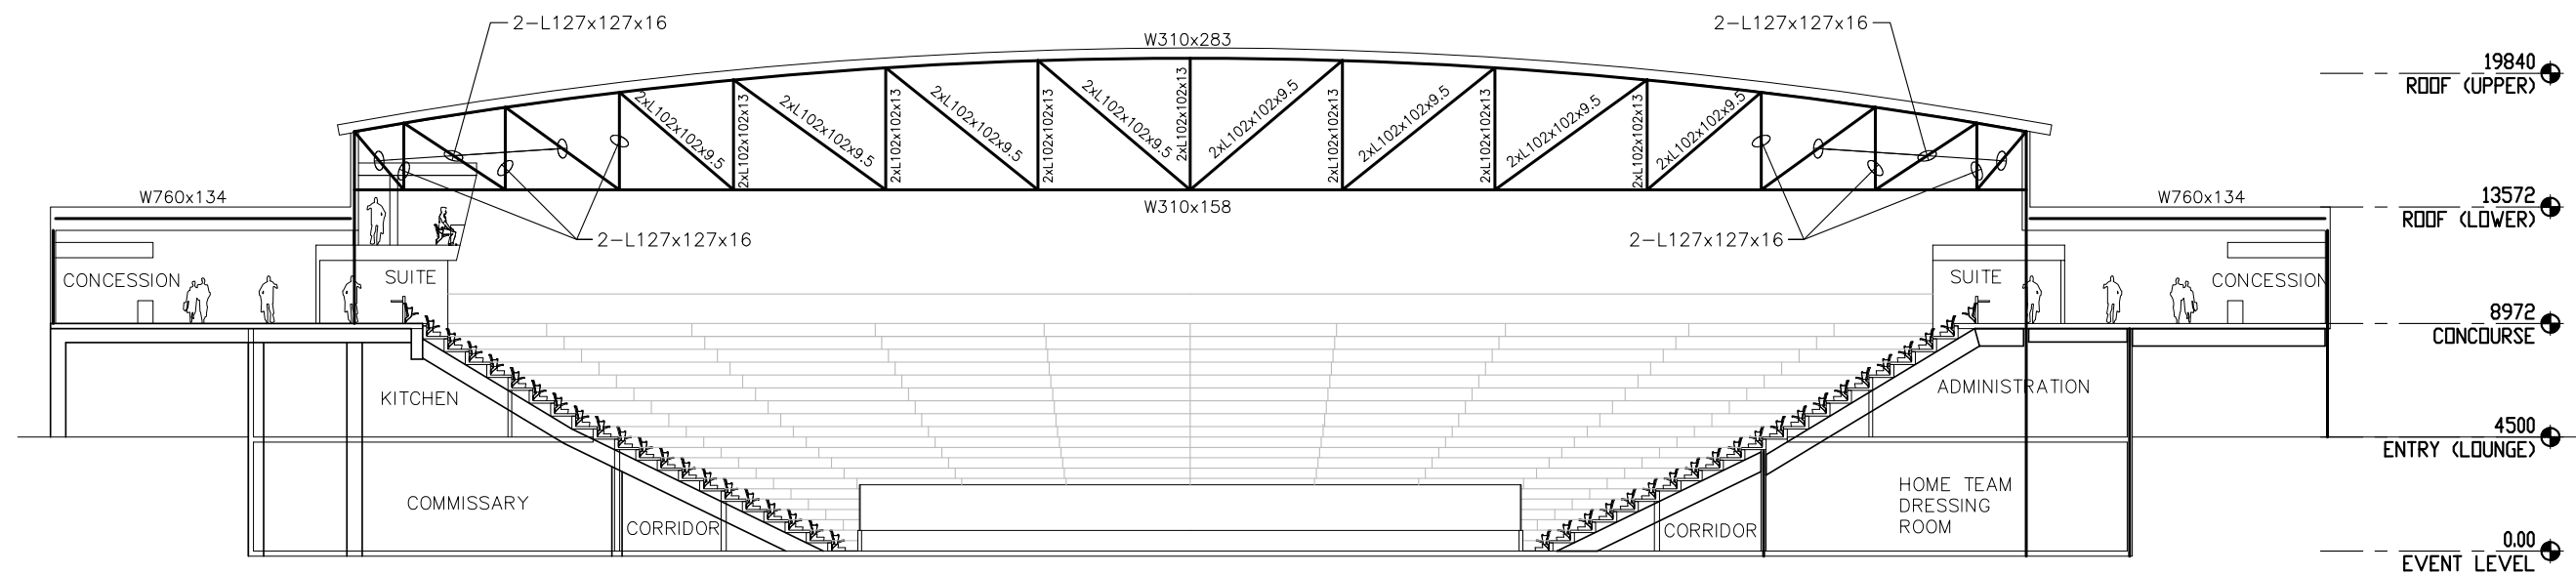 2-L127x127x16
2-L127x127x16
W310x283
19840
ROOF (UPPER)
2xL102x102x9.5
2xL102x102x13
2xL102x102x9.5
2xL102x102x13
2xL102x102x9.5
2xL102x102x13
2xL102x102x9.5
2xL102x102x13
2xL102x102x9.5
2xL102x102x13
2xL102x102x9.5
2xL102x102x13
2xL102x102x9.5
2xL102x102x13
2xL102x102x9.5
W760x134
W310x158
W760x134
13572
ROOF (LOWER)
2-L127x127x16
2-L127x127x16
CONCESSION
SUITE
SUITE
CONCESSION
8972
CONCOURSE
KITCHEN
ADMINISTRATION
4500
ENTRY (LOUNGE)
COMMISSARY
CORRIDOR
CORRIDOR
HOME TEAM
DRESSING
ROOM
0.00
EVENT LEVEL